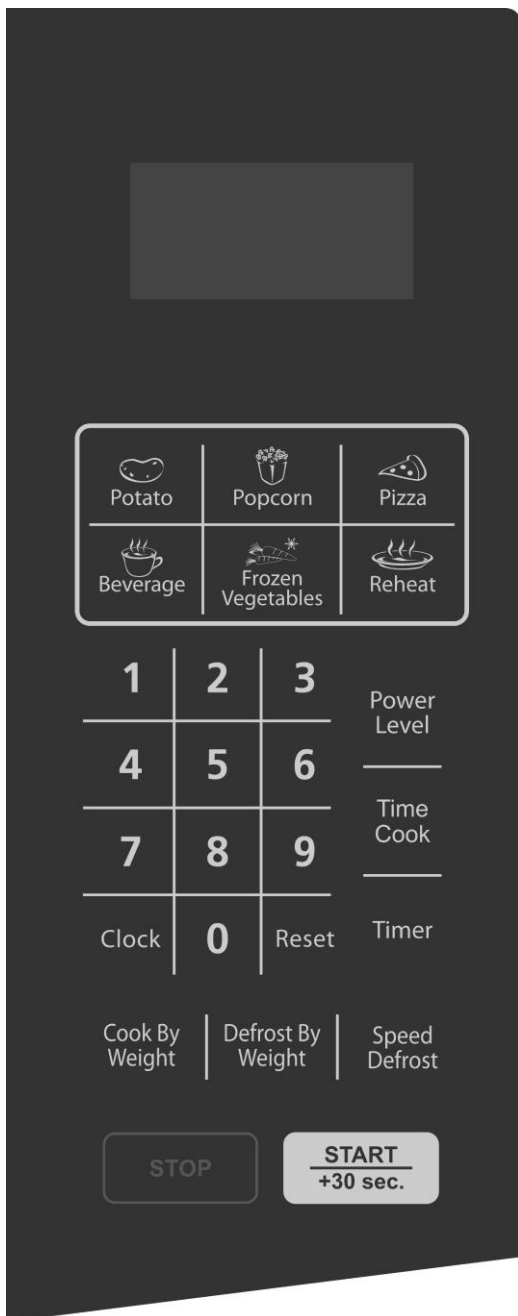 Potato
Popcorn
Pizza
Beverage
Frozen
Vegetables
Reheat
1 2 3
Power
Level
4 5 6
Time
Cook
7 8 9
Clock 0 Reset
Timer
Cook By
Weight
Defrost By
Weight
Speed
Defrost
STOP
START
+30 sec.